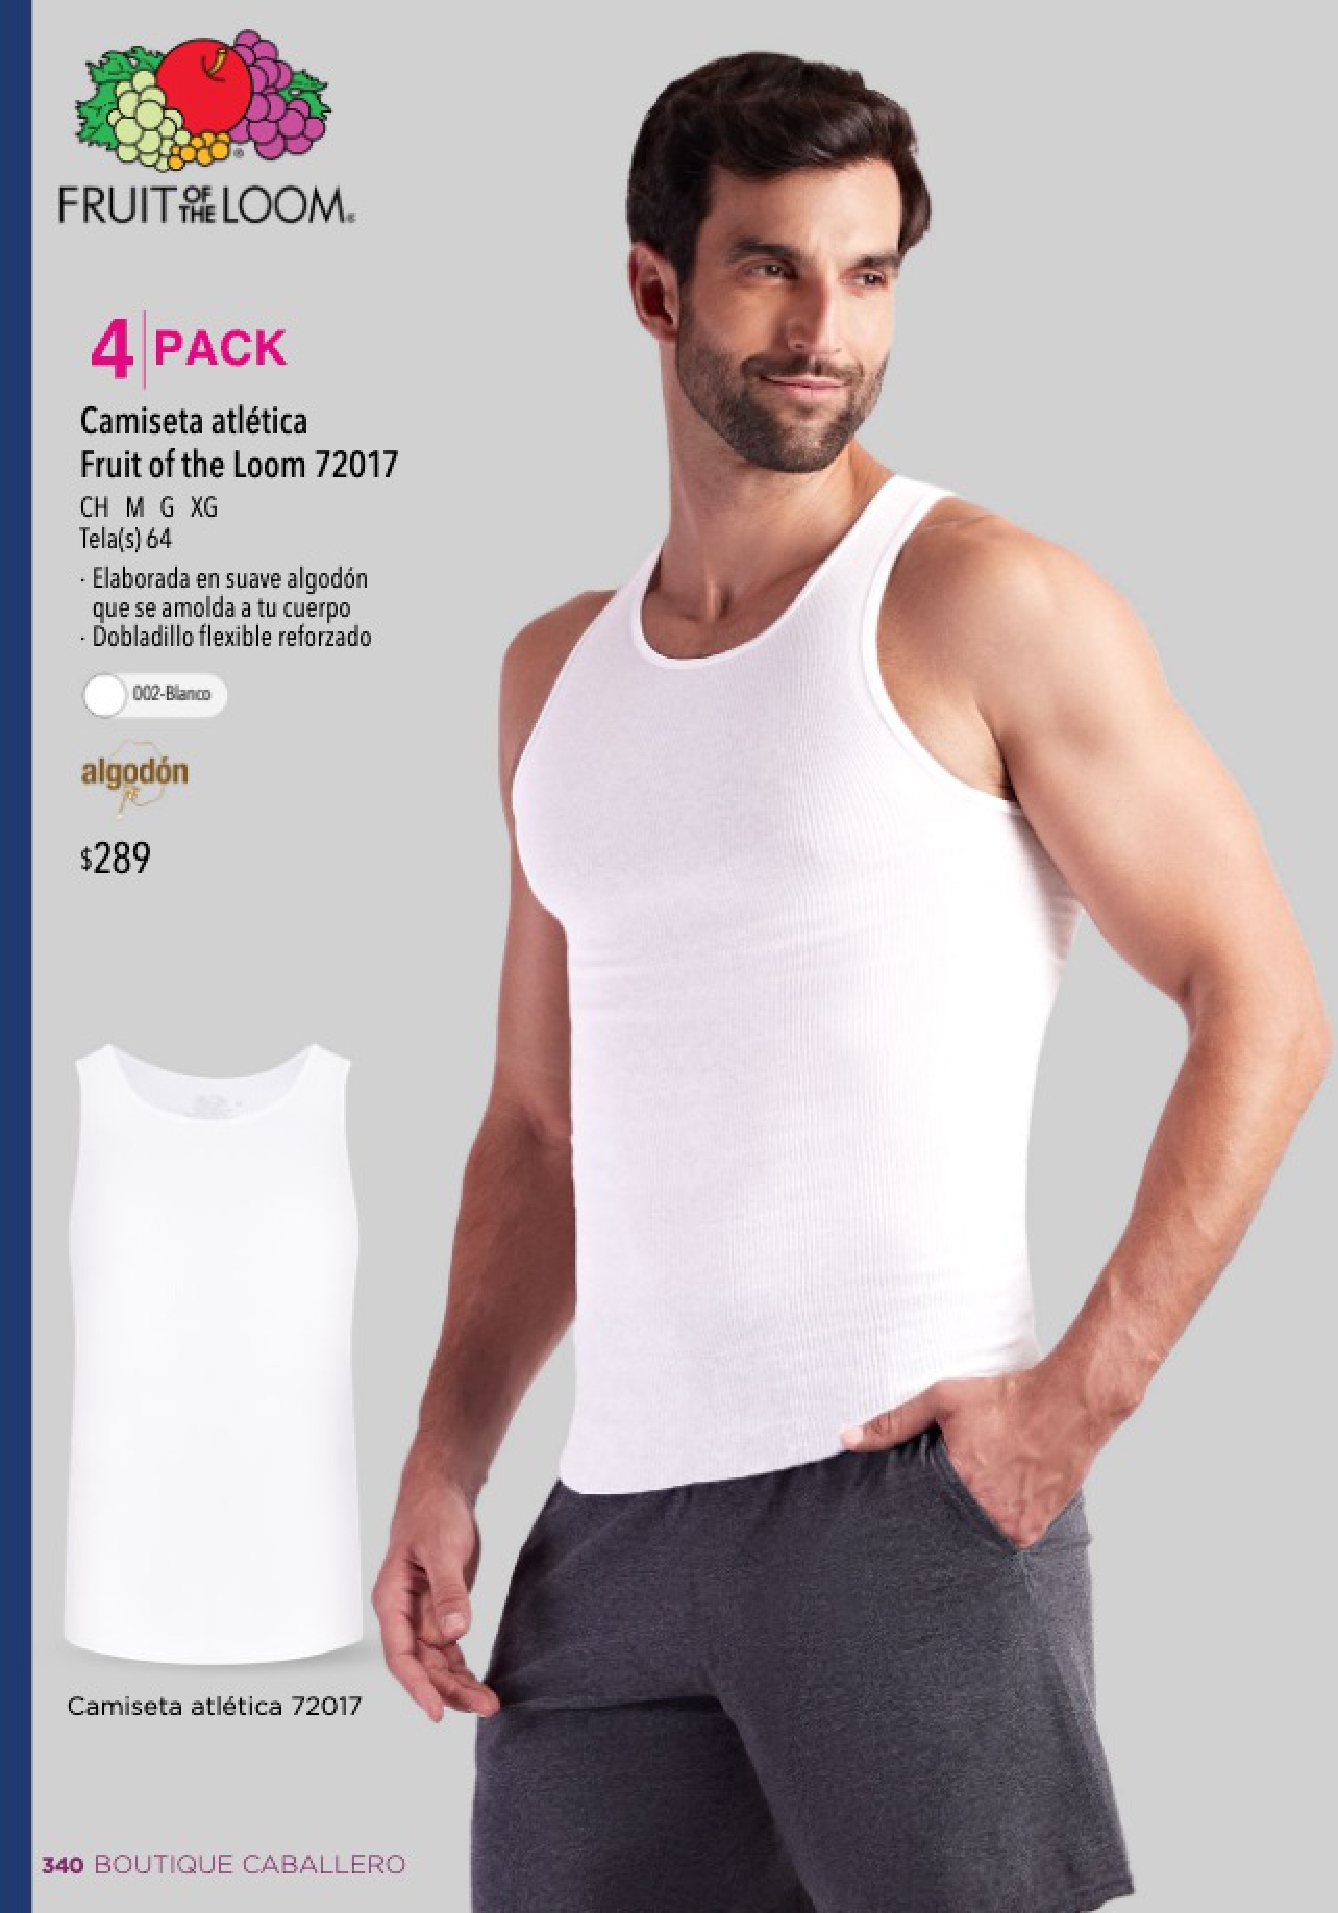 FRUIT OF THE LOOM®
4 PACK
Camiseta atlética
Fruit of the Loom 72017
CH M G XG
Tela(s) 64
· Elaborada en suave algodón
que se amolda a tu cuerpo
· Dobladillo flexible reforzado
002-Blanco
algodón
$289
Camiseta atlética 72017
340 BOUTIQUE CABALLERO